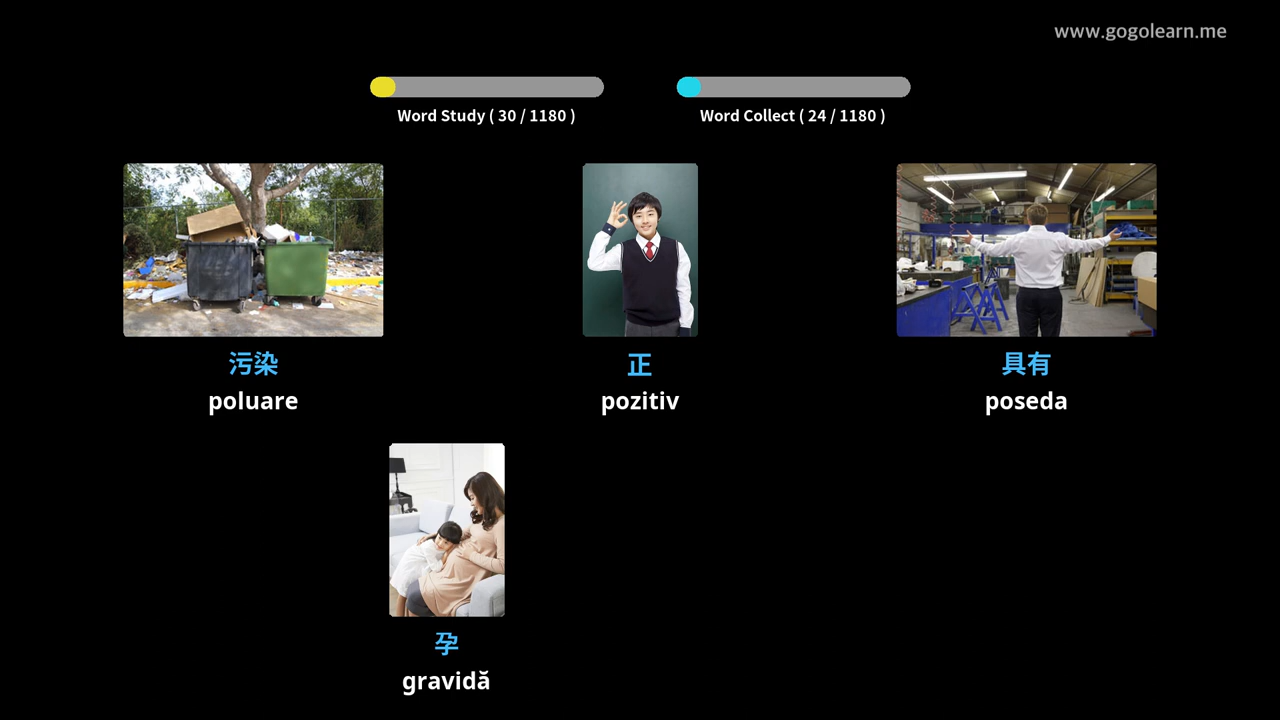 www.gogolearn.me
Word Study ( 30 / 1180 )
Word Collect ( 24 / 1180 )
污染
poluare
正
pozitiv
具有
poseda
孕
gravidă